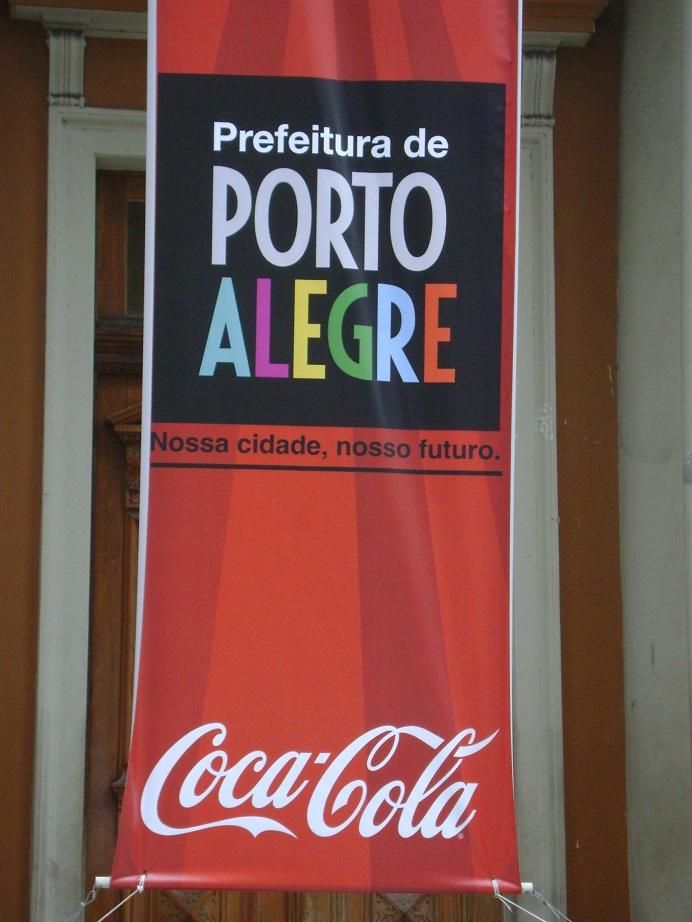 Prefeitura de
PORTO
ALEGRE
Nossa cidade, nosso futuro.
Coca-Cola